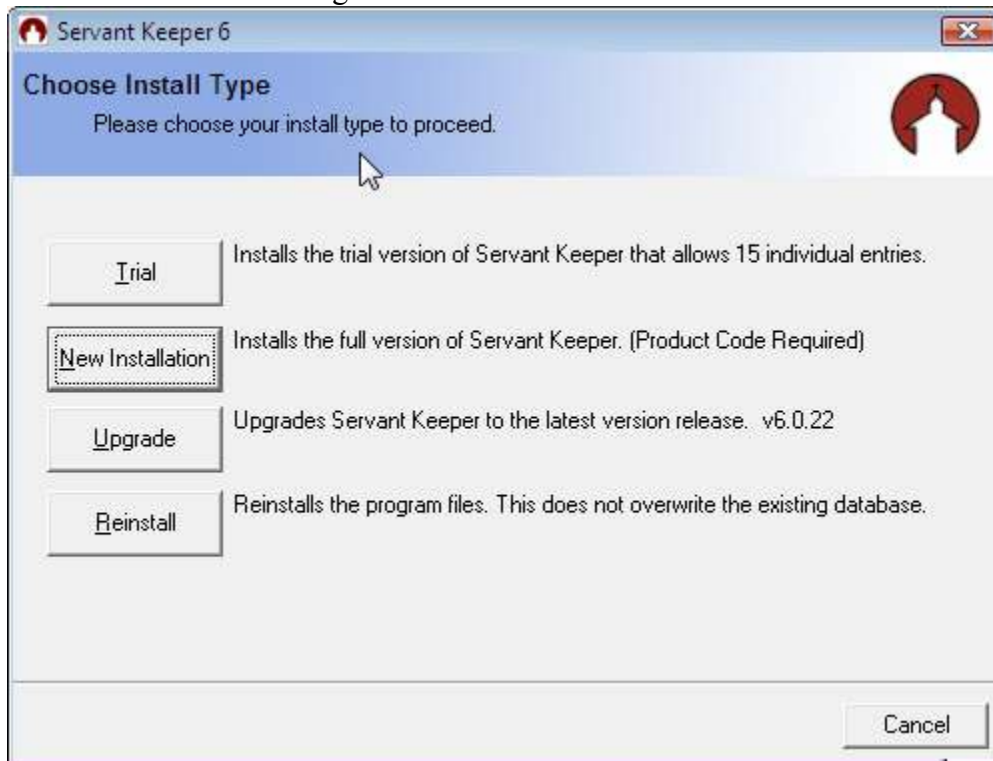 Servant Keeper 6
Choose Install Type
Please choose your install type to proceed.
Trial
Installs the trial version of Servant Keeper that allows 15 individual entries.
New Installation
Installs the full version of Servant Keeper. (Product Code Required)
Upgrade
Upgrades Servant Keeper to the latest version release. v6.0.22
Reinstall
Reinstalls the program files. This does not overwrite the existing database.
Cancel